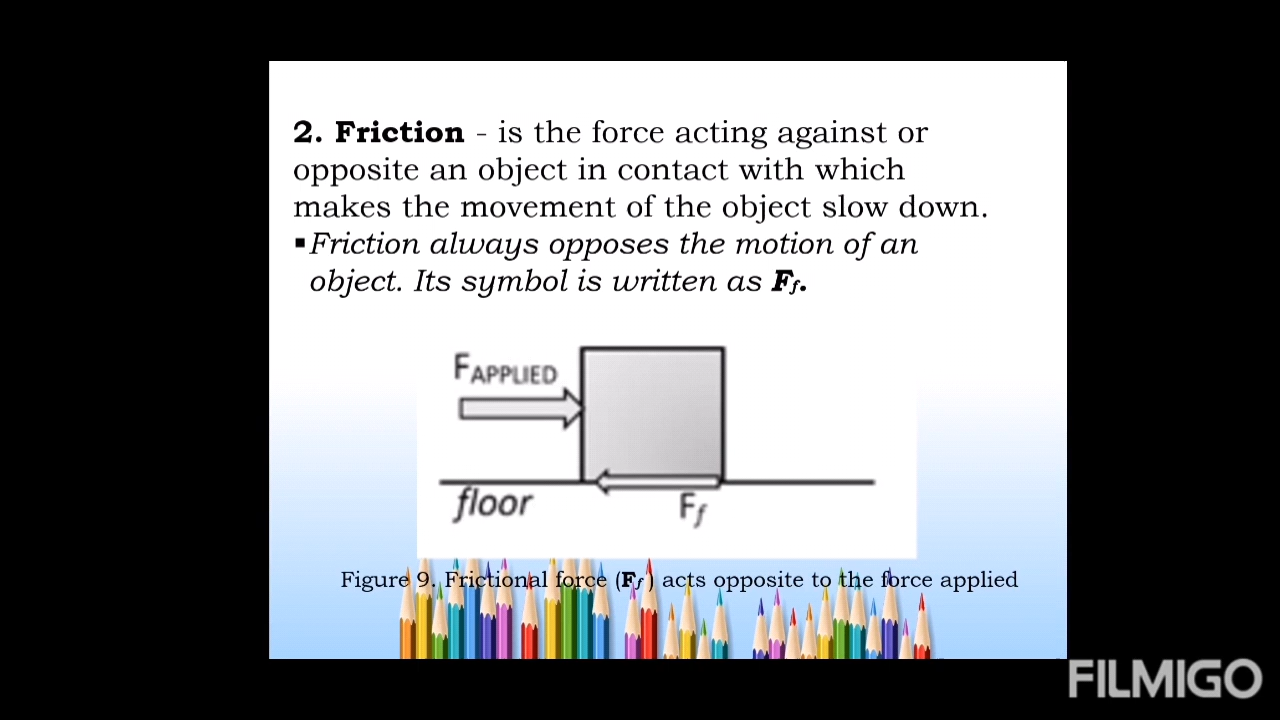 2. Friction - is the force acting against or
opposite an object in contact with which
makes the movement of the object slow down.
▪Friction always opposes the motion of an
object. Its symbol is written as Ff.
FAPPLIED
floor
Ff
Figure 9. Frictional force (Ff) acts opposite to the force applied
FILMIGO